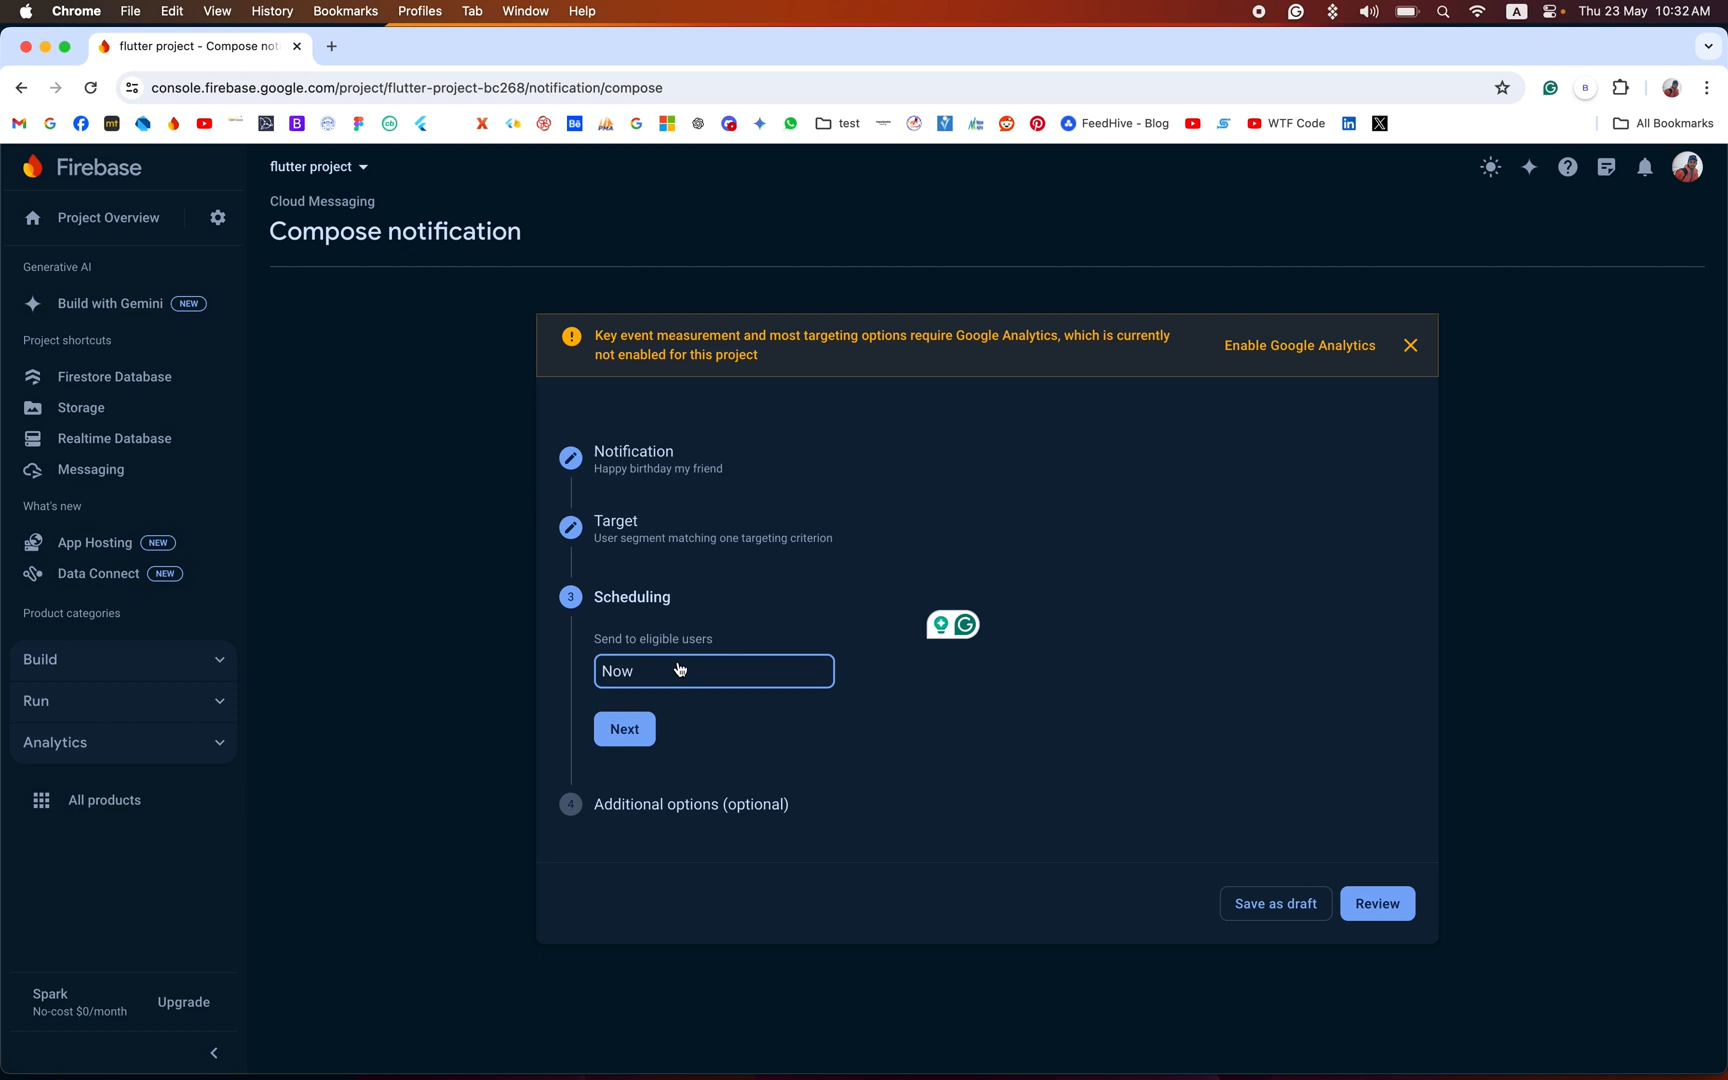 Chrome File Edit View History Bookmarks Profiles Tab Window Help A Thu 23 May 10:32 AM
flutter project - Compose not
console.firebase.google.com/project/flutter-project-bc268/notification/compose B
test FeedHive - Blog WTF Code All Bookmarks
Firebase
flutter project
Cloud Messaging
Compose notification
Project Overview
Generative AI
Build with Gemini NEW
Project shortcuts
Firestore Database
Storage
Realtime Database
Messaging
What's new
App Hosting NEW
Data Connect NEW
Product categories
Build
Run
Analytics
All products
Spark
No-cost $0/month
Upgrade
Key event measurement and most targeting options require Google Analytics, which is currently
not enabled for this project
Enable Google Analytics
Notification
Happy birthday my friend
Target
User segment matching one targeting criterion
3 Scheduling
Send to eligible users
Now
Next
4 Additional options (optional)
Save as draft
Review